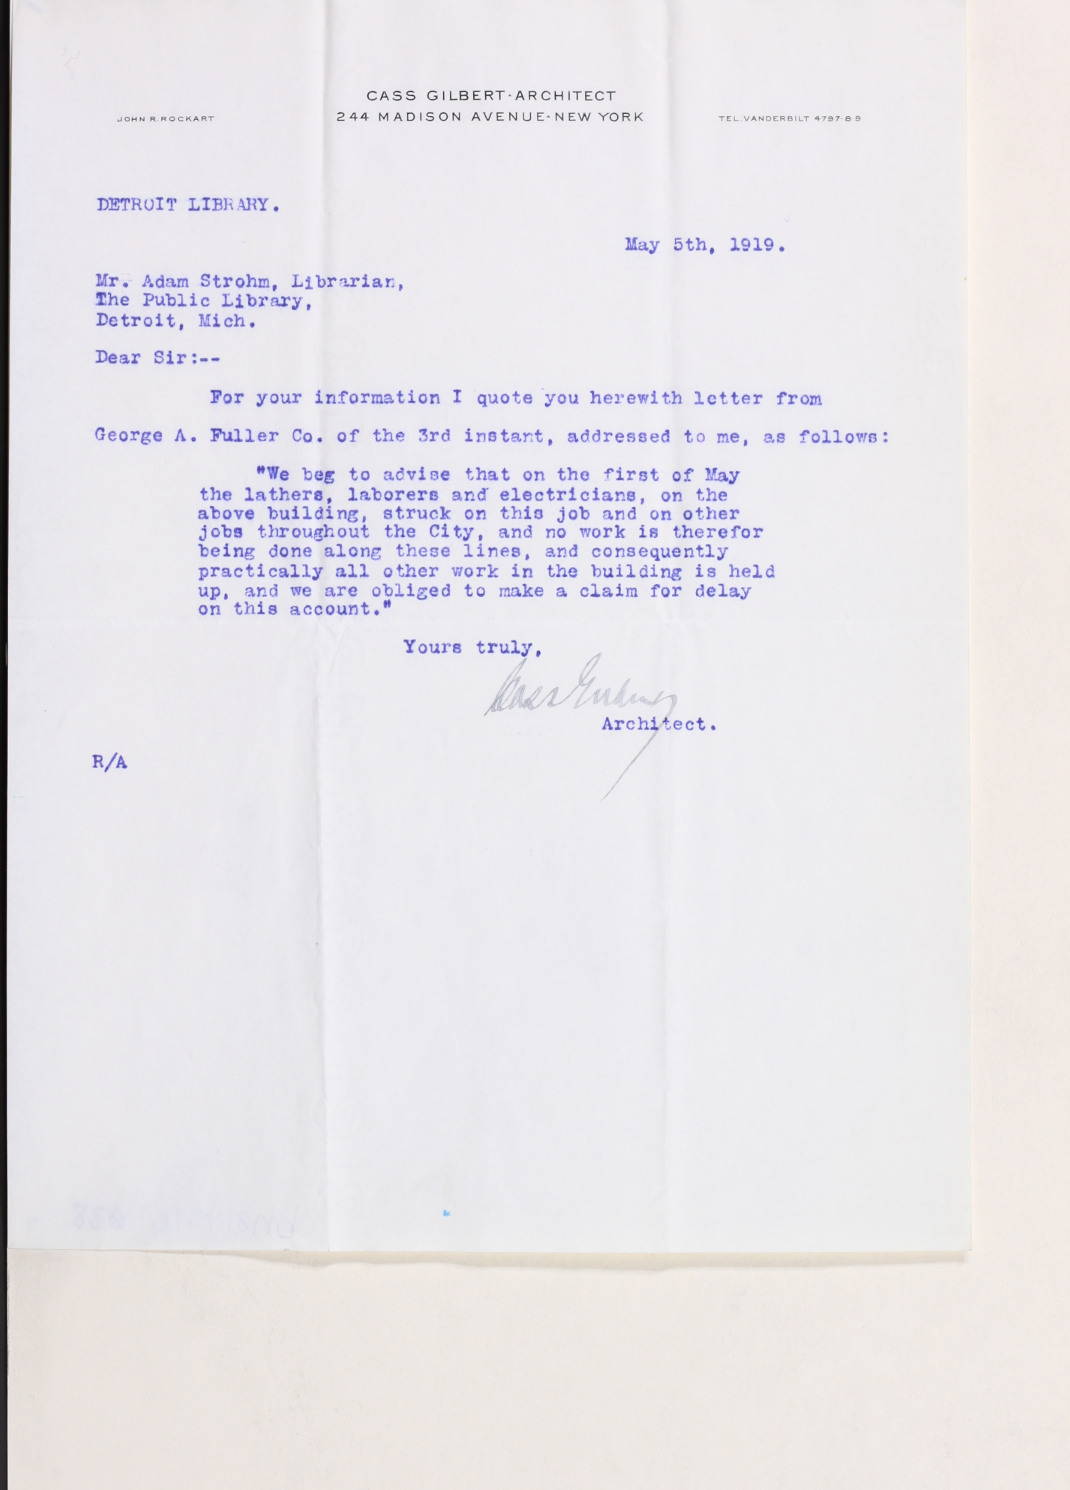 CASS GILBERT·ARCHITECT
JOHN R. ROCKART
244 MADISON AVENUE·NEW YORK
TEL. VANDERBILT 4797-8-9
DETROIT LIBRARY.
May 5th, 1919.
Mr. Adam Strohm, Librarian,
The Public Library,
Detroit, Mich.
Dear Sir:--
For your information I quote you herewith letter from
George A. Fuller Co. of the 3rd instant, addressed to me, as follows:
"We beg to advise that on the first of May
the lathers, laborers and electricians, on the
above building, struck on this job and on other
jobs throughout the City, and no work is therefor
being done along these lines, and consequently
practically all other work in the building is held
up, and we are obliged to make a claim for delay
on this account."
Yours truly,
Cass Gilbert
Architect.
R/A